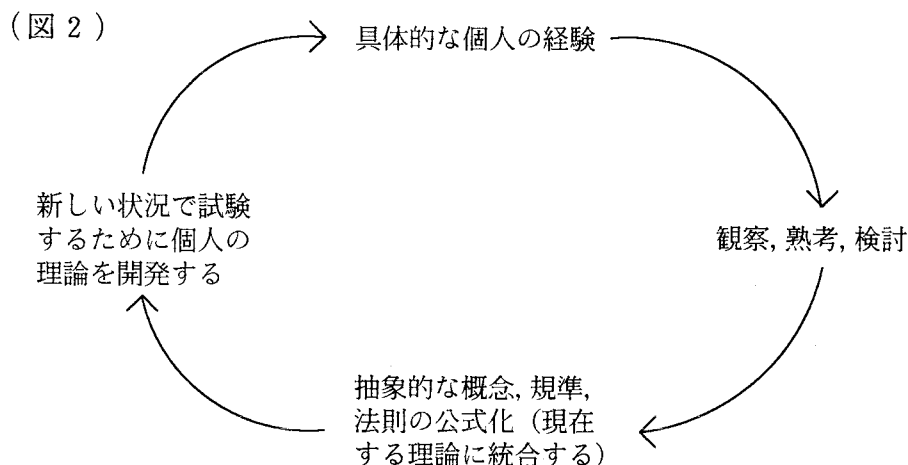 (図2)
具体的な個人の経験
新しい状況で試験
するために個人の
理論を開発する
観察, 熟考, 検討
抽象的な概念, 規準,
法則の公式化(現在
する理論に統合する)